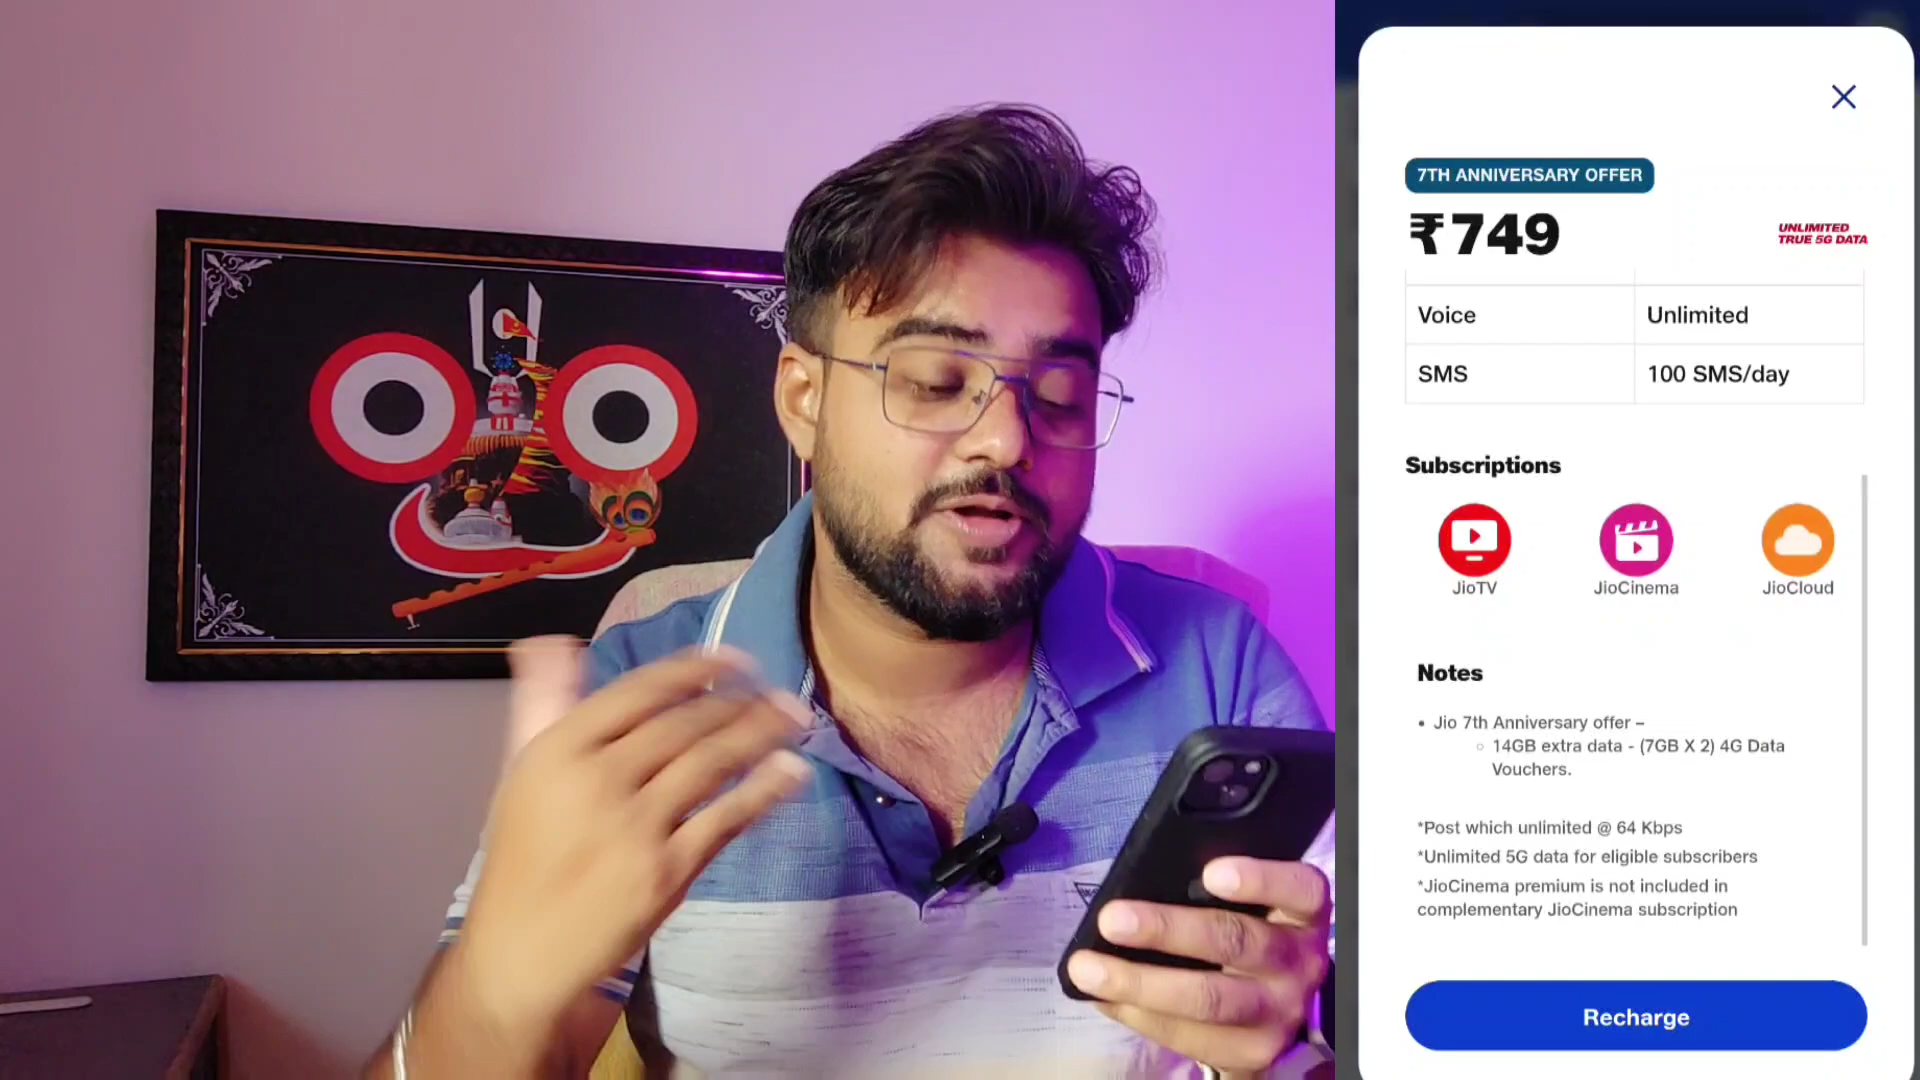 7TH ANNIVERSARY OFFER
₹749
UNLIMITED
TRUE 5G DATA
Voice
Unlimited
SMS
100 SMS/day
Subscriptions
JioTV
JioCinema
JioCloud
Notes
• Jio 7th Anniversary offer –
○ 14GB extra data - (7GB X 2) 4G Data
Vouchers.
*Post which unlimited @ 64 Kbps
*Unlimited 5G data for eligible subscribers
*JioCinema premium is not included in
complementary JioCinema subscription
Recharge